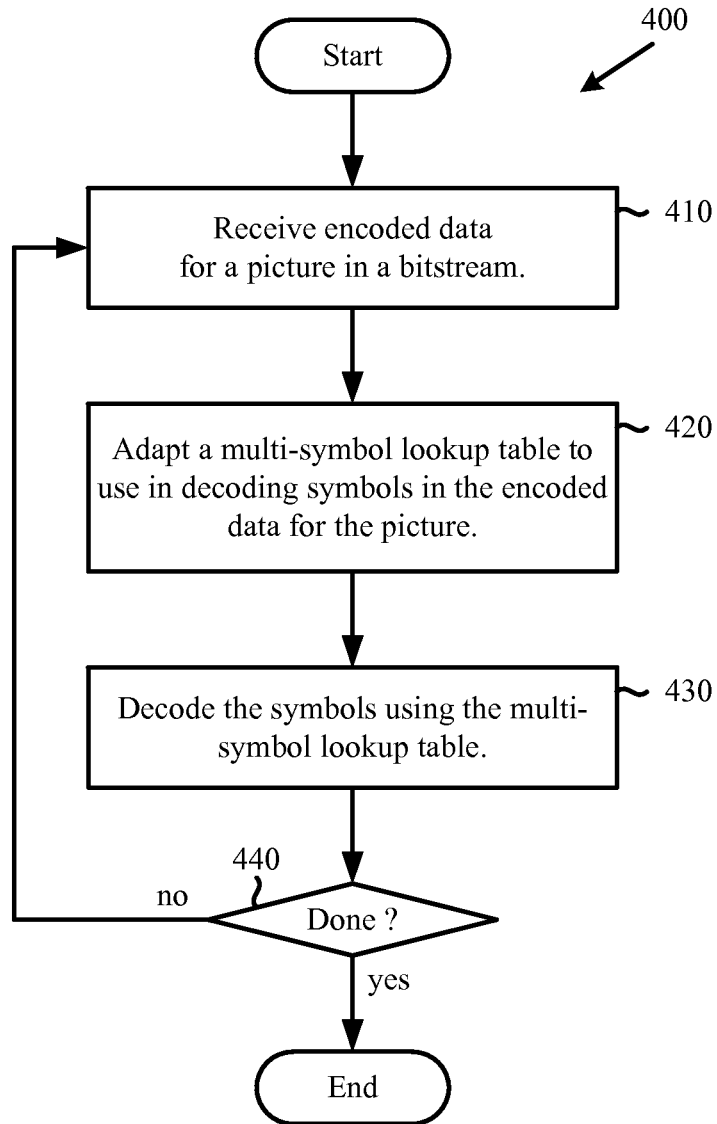 400
Start
410
Receive encoded data
for a picture in a bitstream.
420
Adapt a multi-symbol lookup table to
use in decoding symbols in the encoded
data for the picture.
430
Decode the symbols using the multi-
symbol lookup table.
440
no
Done ?
yes
End